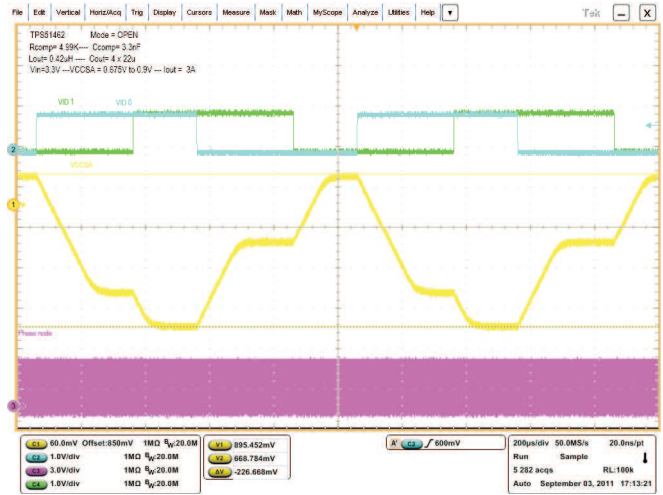 File Edit Vertical Horiz/Acq Trig Display Cursors Measure Mask Math MyScope Analyze Utilities Help Tek
TPS51462 Mode = OPEN
Rcomp= 4.99K---- Ccomp= 3.3nF
Lout= 0.42uH ---- Cout= 4 x 22u
Vin=3.3V ---VCCSA = 0.675V to 0.9V --- Iout = 3A
VID 1 VID 0
2
VCCSA
1
Phase node
3
C1 60.0mV Offset:850mV 1MΩ BW:20.0M
C2 1.0V/div 1MΩ BW:20.0M
C3 3.0V/div 1MΩ BW:20.0M
C4 1.0V/div 1MΩ BW:20.0M
V1 895.452mV
V2 668.784mV
ΔV -226.668mV
A' C2 600mV
200µs/div 50.0MS/s 20.0ns/pt
Run Sample
5 282 acqs RL:100k
Auto September 03, 2011 17:13:21